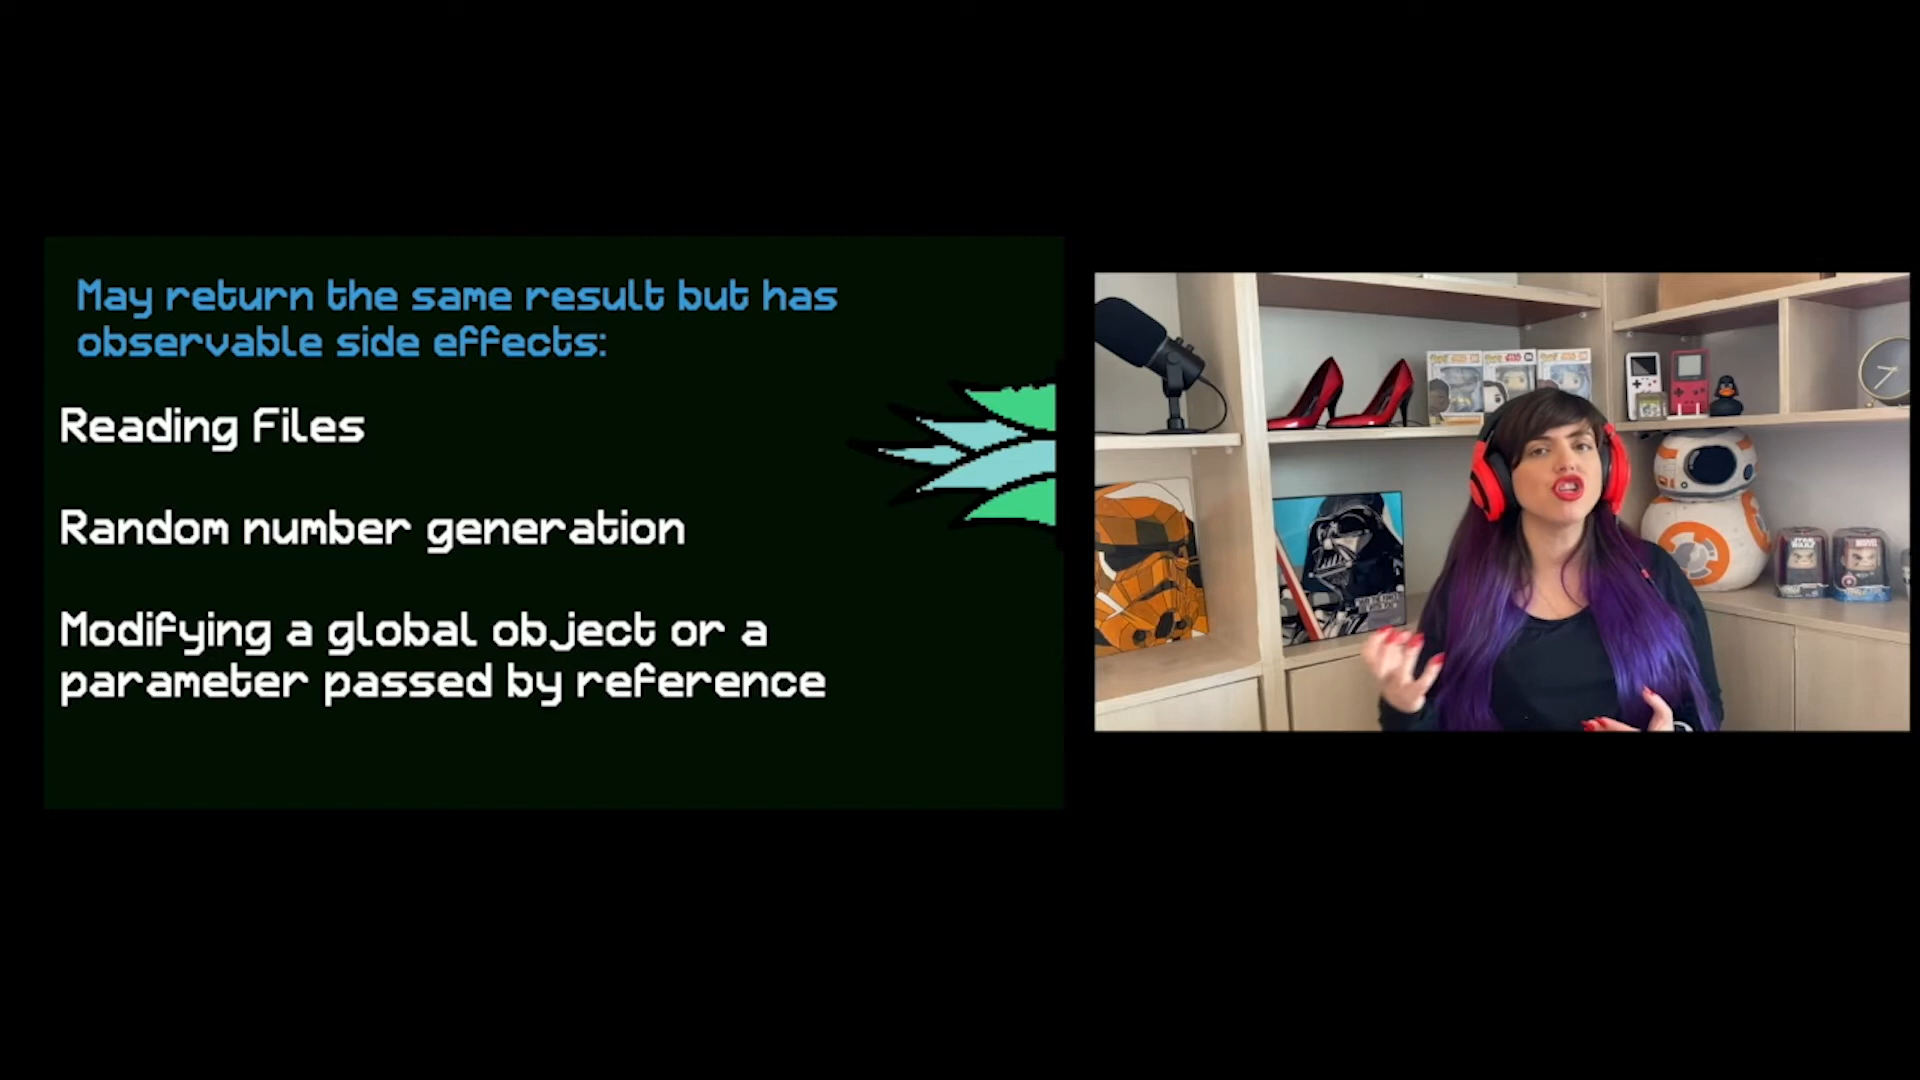 May return the same result but has
observable side effects:
Reading Files
Random number generation
Modifying a global object or a
parameter passed by reference